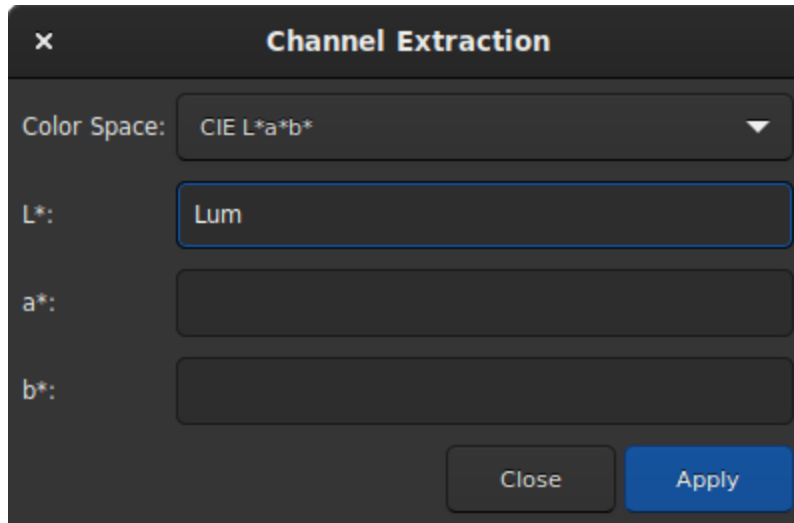 Channel Extraction
Color Space: CIE L*a*b*
L*: Lum
a*:
b*:
Close Apply